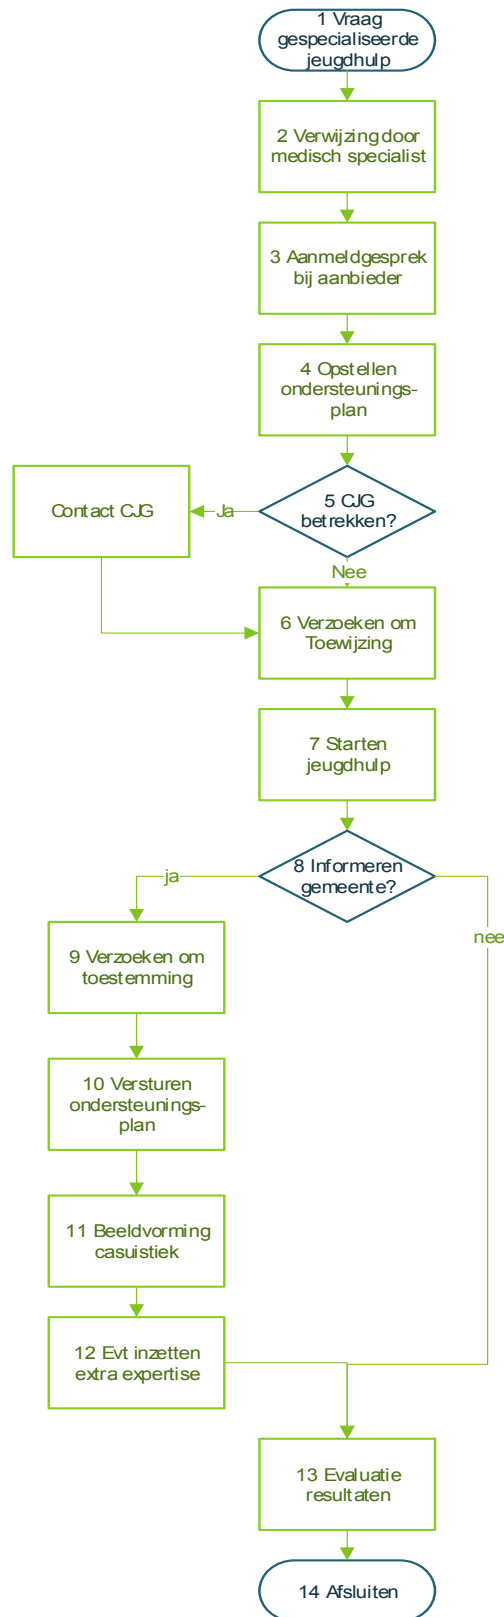 1 Vraag
gespecialiseerde
jeugdhulp
2 Verwijzing door
medisch specialist
3 Aanmeldgesprek
bij aanbieder
4 Opstellen
ondersteunings-
plan
5 CJG
betrekken?
Ja
Contact CJG
Nee
6 Verzoeken om
Toewijzing
7 Starten
jeugdhulp
8 Informeren
gemeente?
ja
nee
9 Verzoeken om
toestemming
10 Versturen
ondersteunings-
plan
11 Beeldvorming
casuistiek
12 Evt inzetten
extra expertise
13 Evaluatie
resultaten
14 Afsluiten